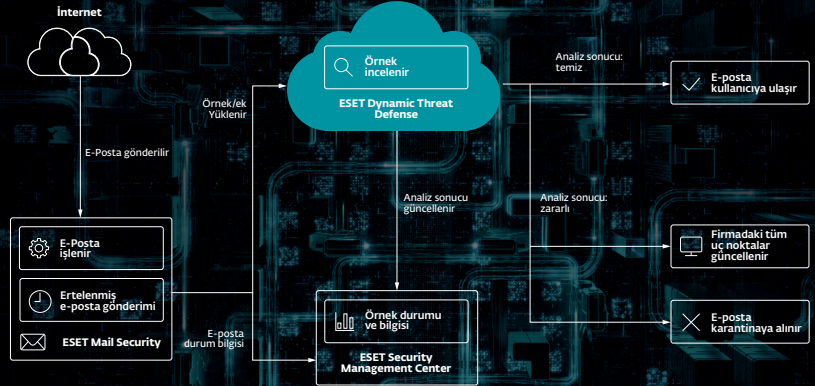 İnternet
E-Posta gönderilir
E-Posta
işlenir
Ertelenmiş
e-posta gönderimi
ESET Mail Security
Örnek/ek
Yüklenir
E-posta
durum bilgisi
Örnek
incelenir
ESET Dynamic Threat
Defense
Analiz sonucu
güncellenir
Örnek durumu
ve bilgisi
ESET Security
Management Center
Analiz sonucu:
temiz
E-posta
kullanıcıya ulaşır
Analiz sonucu:
zararlı
Firmadaki tüm
uç noktalar
güncellenir
E-posta
karantinaya alınır